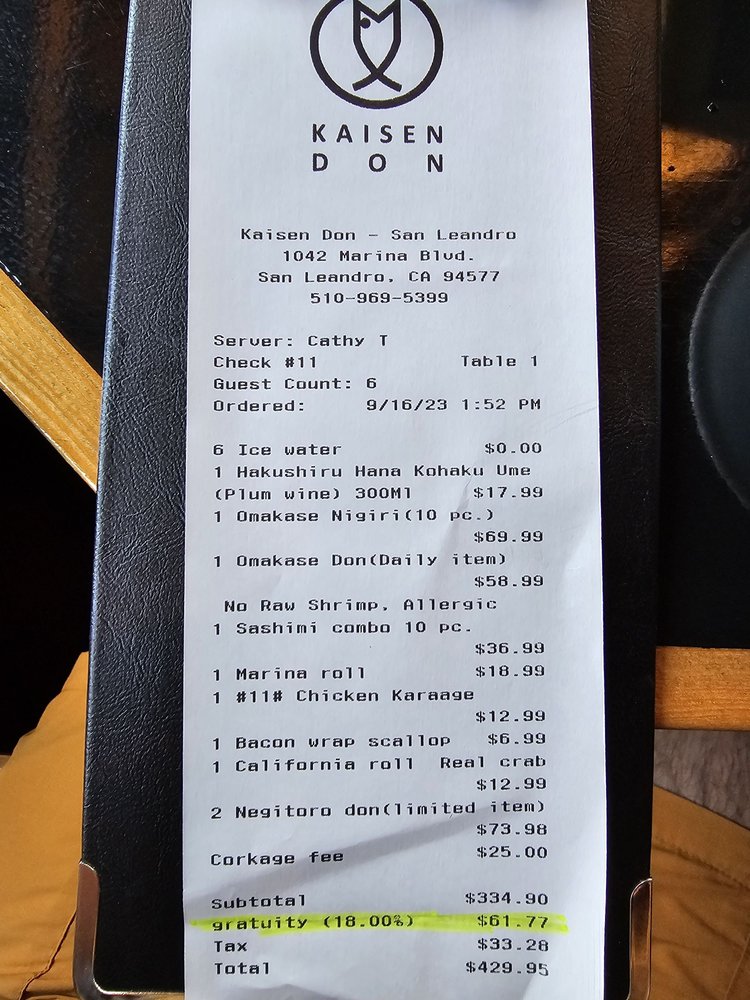 KAISEN
DON
Kaisen Don - San Leandro
1042 Marina Blvd.
San Leandro, CA 94577
510-969-5399
Server: Cathy T
Check #11 Table 1
Guest Count: 6
Ordered: 9/16/23 1:52 PM
6 Ice water $0.00
1 Hakushiru Hana Kohaku Ume
(Plum wine) 300Ml $17.99
1 Omakase Nigiri(10 pc.)
$69.99
1 Omakase Don(Daily item)
$58.99
No Raw Shrimp, Allergic
1 Sashimi combo 10 pc.
$36.99
1 Marina roll $18.99
1 #11# Chicken Karaage
$12.99
1 Bacon wrap scallop $6.99
1 California roll Real crab
$12.99
2 Negitoro don(limited item)
$73.98
Corkage fee $25.00
Subtotal $334.90
gratuity (18.00%) $61.77
Tax $33.28
Total $429.95